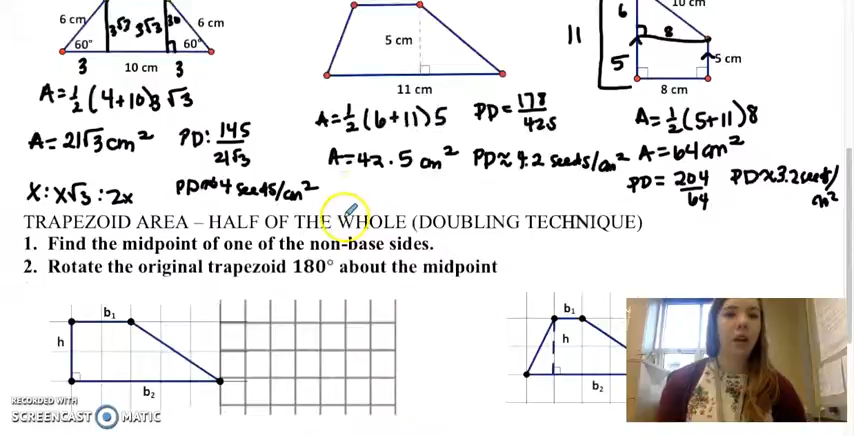 6 cm 3√3 3√3 30 6 cm
60° 60°
3 10 cm 3
A=½(4+10)3√3
A=21√3 cm² PD: 145/21√3
X:X√3:2X PD≈4 seeds/cm²
5 cm
11 cm
A=½(6+11)5 PD=178/42.5
A=42.5 cm² PD≈4.2 seeds/cm²
6 10 cm
11 8
5 5 cm
8 cm
A=½(5+11)8
A=64cm²
PD=204/64 PD≈3.2 seeds/cm²
TRAPEZOID AREA – HALF OF THE WHOLE (DOUBLING TECHNIQUE)
1. Find the midpoint of one of the non-base sides.
2. Rotate the original trapezoid 180° about the midpoint
b₁
h
b₂
b₁
h
b₂
RECORDED WITH
SCREENCAST MATIC